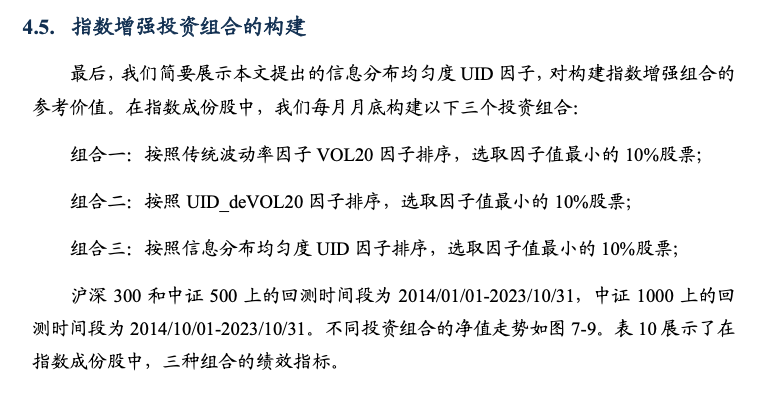 4.5. 指数增强投资组合的构建
最后，我们简要展示本文提出的信息分布均匀度 UID 因子，对构建指数增强组合的
参考价值。在指数成份股中，我们每月月底构建以下三个投资组合：
组合一：按照传统波动率因子 VOL20 因子排序，选取因子值最小的 10%股票；
组合二：按照 UID_deVOL20 因子排序，选取因子值最小的 10%股票；
组合三：按照信息分布均匀度 UID 因子排序，选取因子值最小的 10%股票；
沪深 300 和中证 500 上的回测时间段为 2014/01/01-2023/10/31，中证 1000 上的回
测时间段为 2014/10/01-2023/10/31。不同投资组合的净值走势如图 7-9。表 10 展示了在
指数成份股中，三种组合的绩效指标。